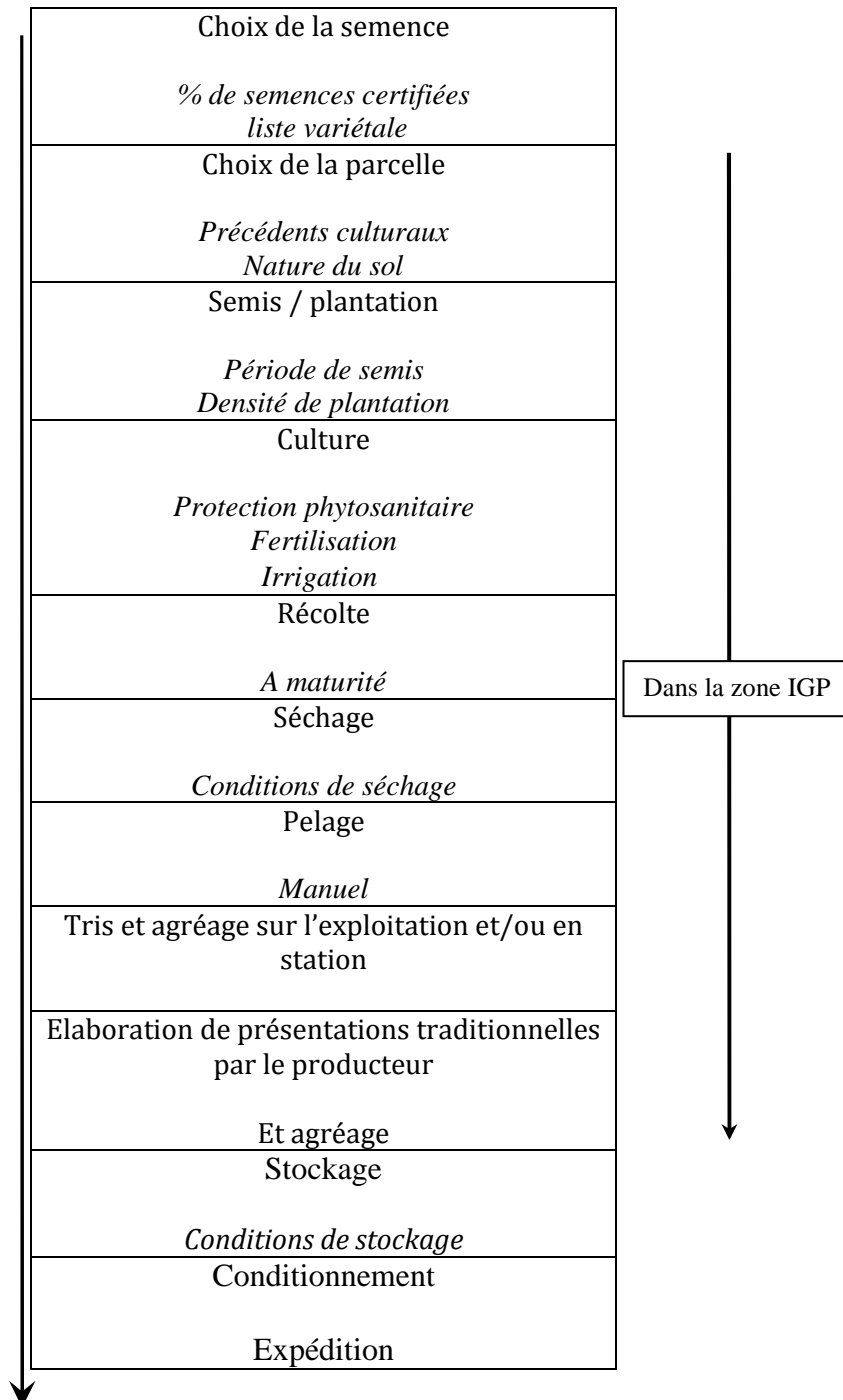 Choix de la semence
% de semences certifiées
liste variétale
Choix de la parcelle
Précédents culturaux
Nature du sol
Semis / plantation
Période de semis
Densité de plantation
Culture
Protection phytosanitaire
Fertilisation
Irrigation
Récolte
A maturité
Dans la zone IGP
Séchage
Conditions de séchage
Pelage
Manuel
Tris et agréage sur l’exploitation et/ou en
station
Elaboration de présentations traditionnelles
par le producteur
Et agréage
Stockage
Conditions de stockage
Conditionnement
Expédition